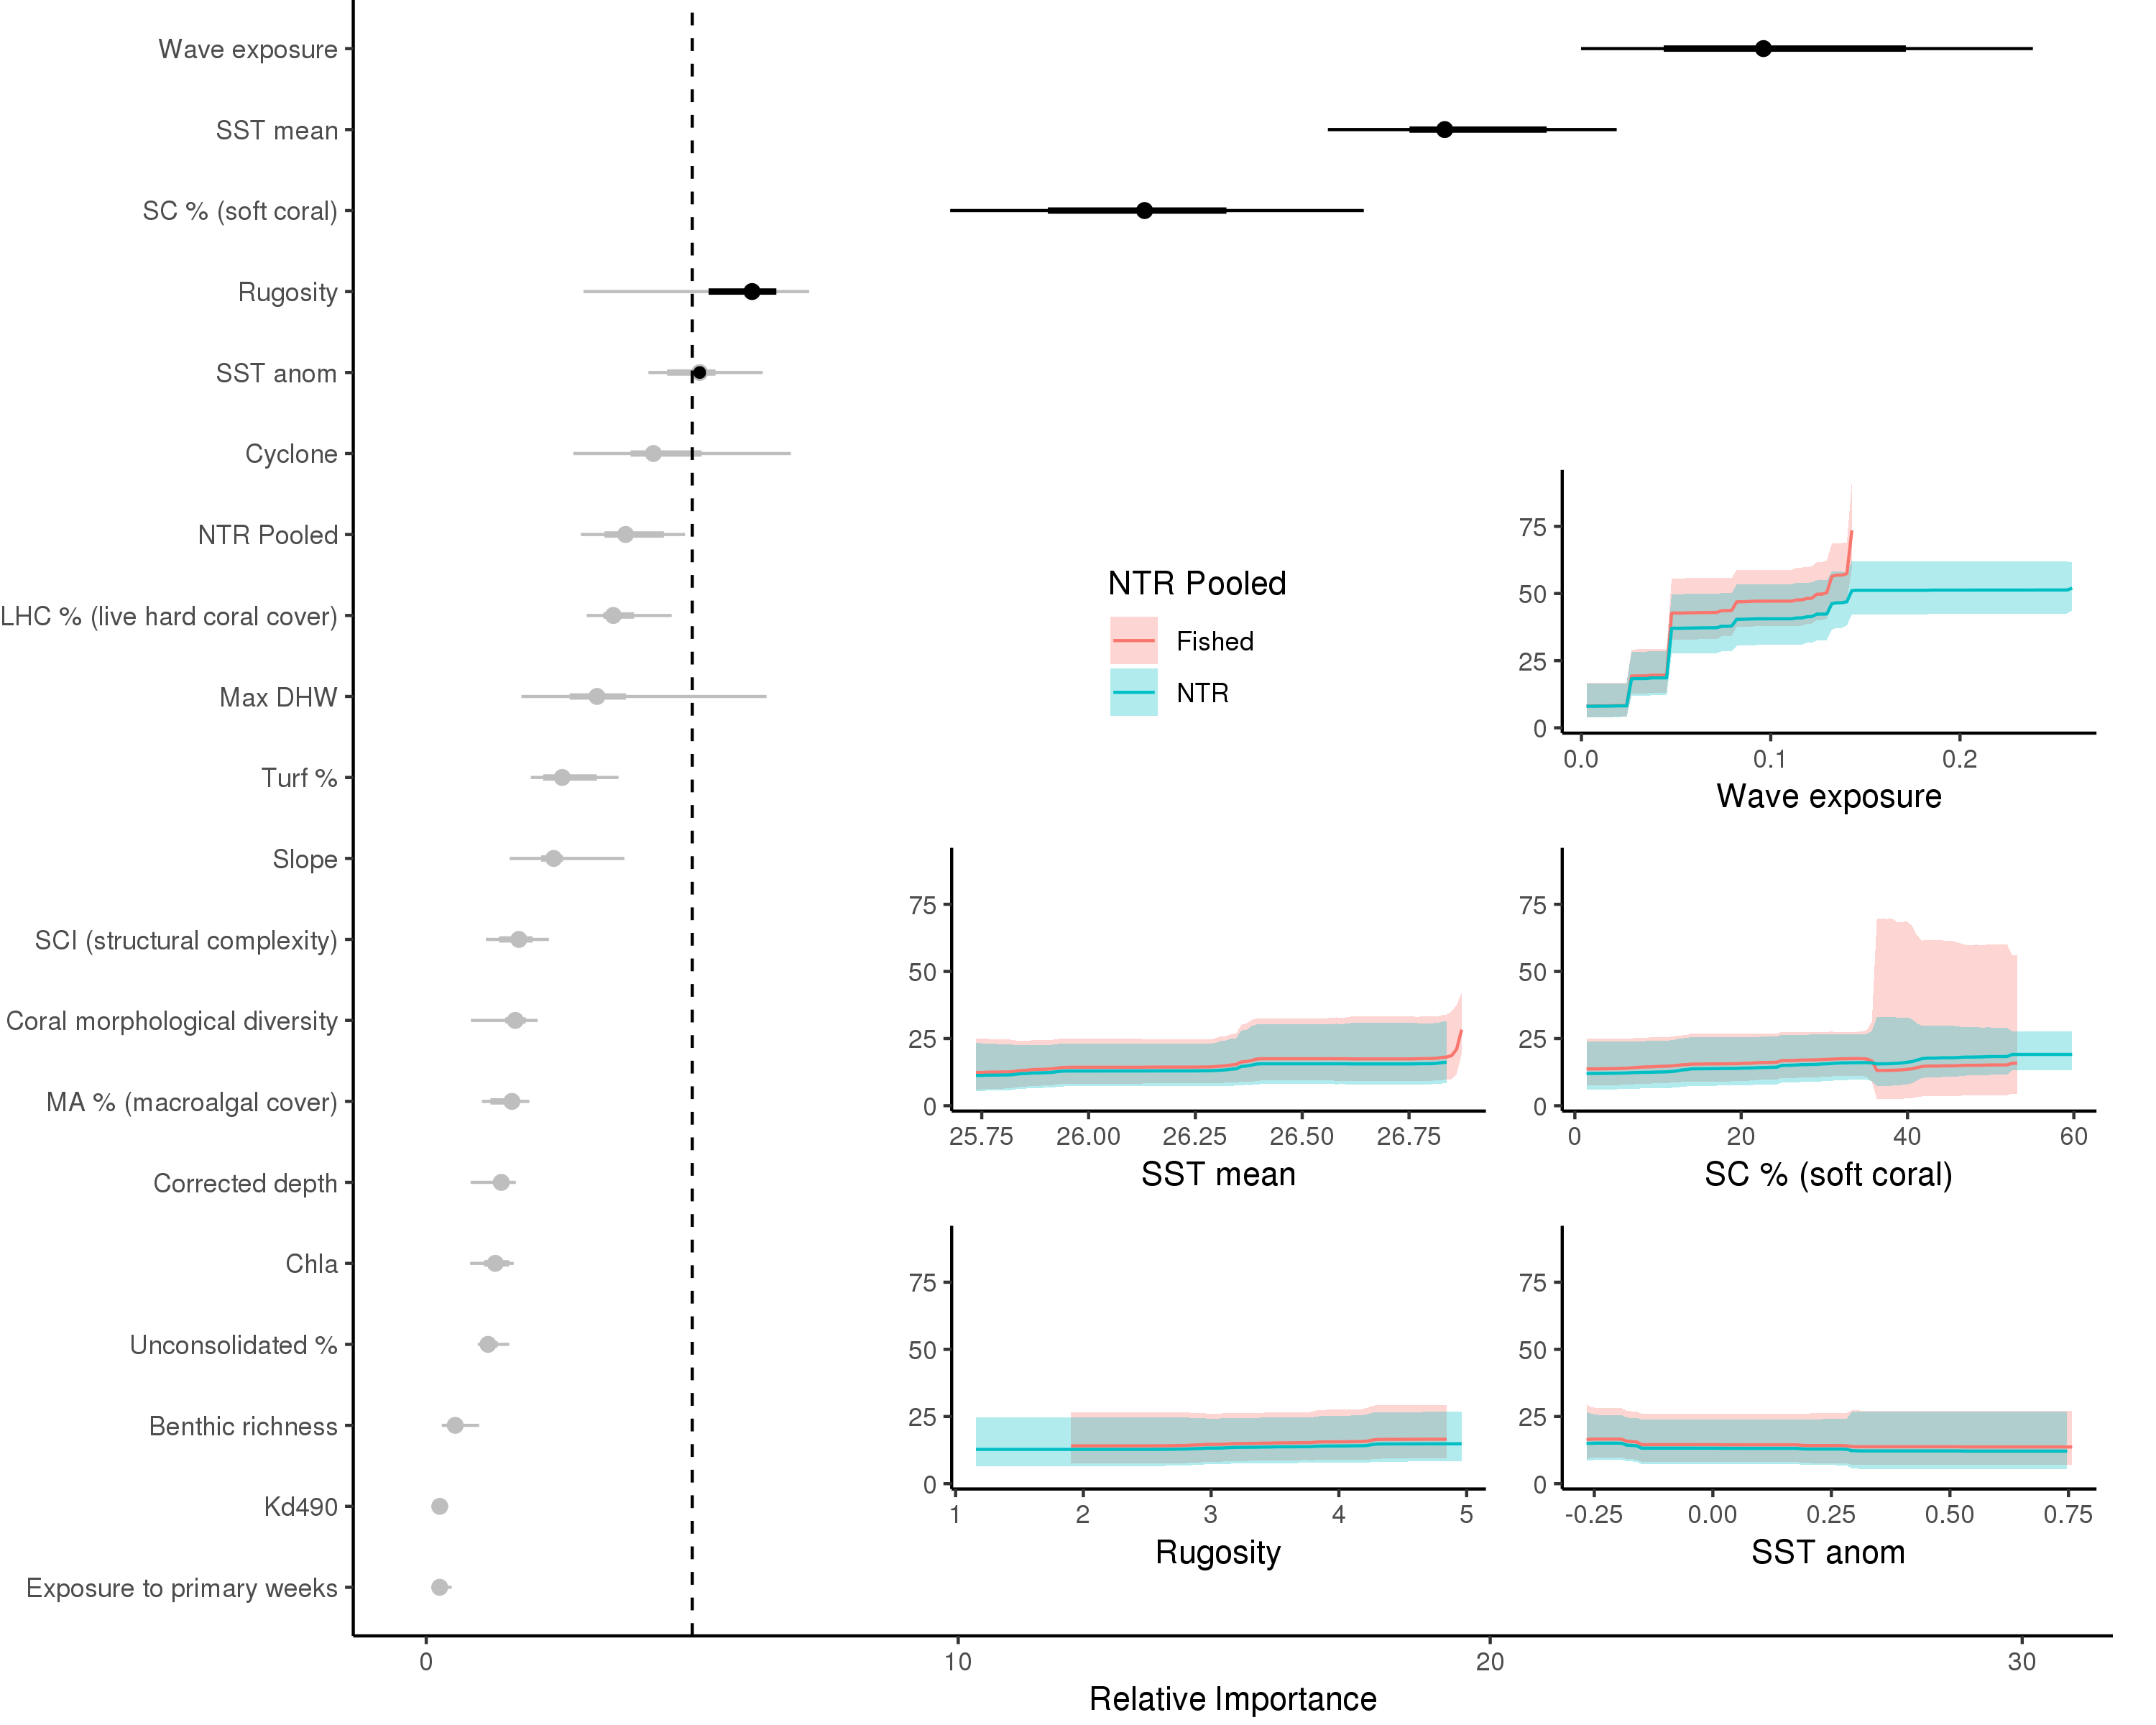 Wave exposure
SST mean
SC % (soft coral)
Rugosity
SST anom
Cyclone
NTR Pooled
LHC % (live hard coral cover)
Max DHW
Turf %
Slope
SCI (structural complexity)
Coral morphological diversity
MA % (macroalgal cover)
Corrected depth
Chla
Unconsolidated %
Benthic richness
Kd490
Exposure to primary weeks
0 10 20 30
Relative Importance
NTR Pooled
Fished
NTR
75
50
25
0
0.0 0.1 0.2
Wave exposure
75
50
25
0
25.75 26.00 26.25 26.50 26.75
SST mean
75
50
25
0
0 20 40 60
SC % (soft coral)
75
50
25
0
1 2 3 4 5
Rugosity
75
50
25
0
-0.25 0.00 0.25 0.50 0.75
SST anom